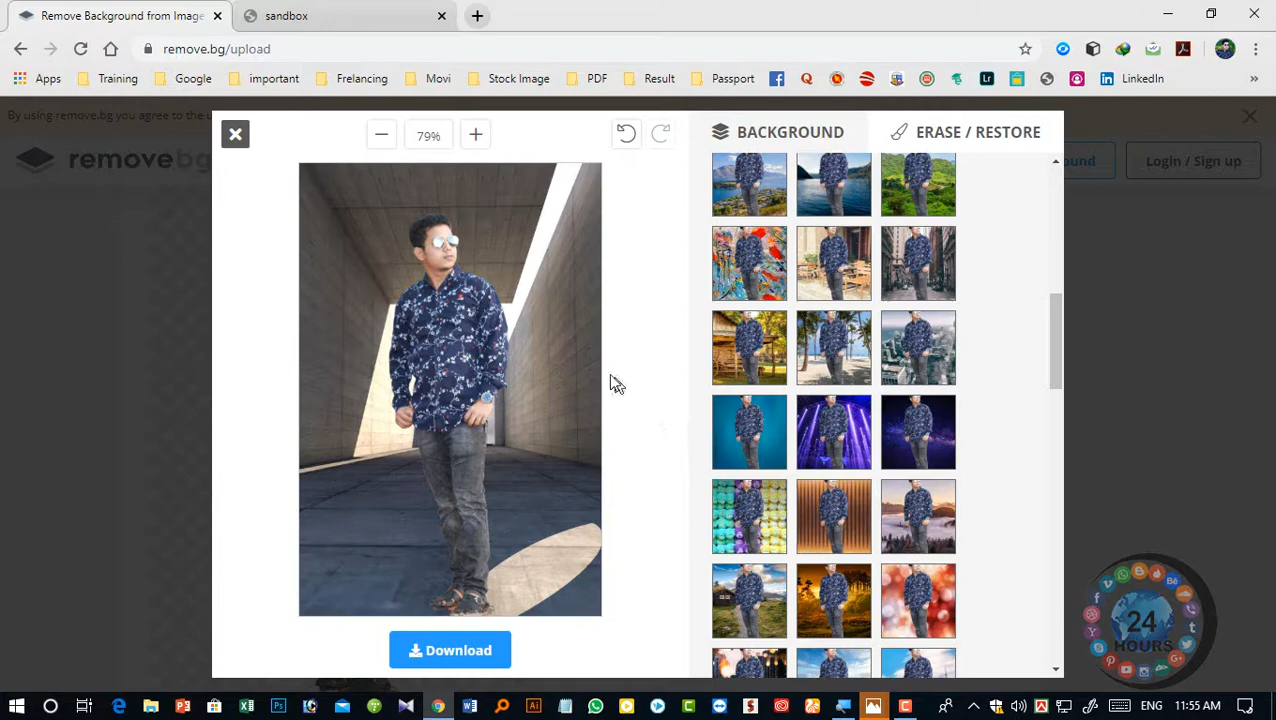 Remove Background from Image
sandbox
remove.bg/upload
Apps
Training
Google
important
Frelancing
Movi
Stock Image
PDF
Result
Passport
LinkedIn
By using remove.bg you agree to the u
removebg
ound
Login / Sign up
79%
BACKGROUND
ERASE / RESTORE
Download
24
HOURS
ENG
11:55 AM